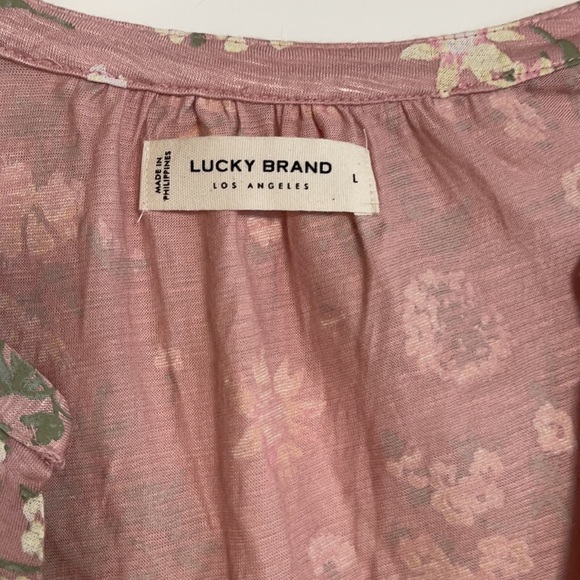 MADE IN
PHILIPPINES
LUCKY BRAND
LOS ANGELES
L